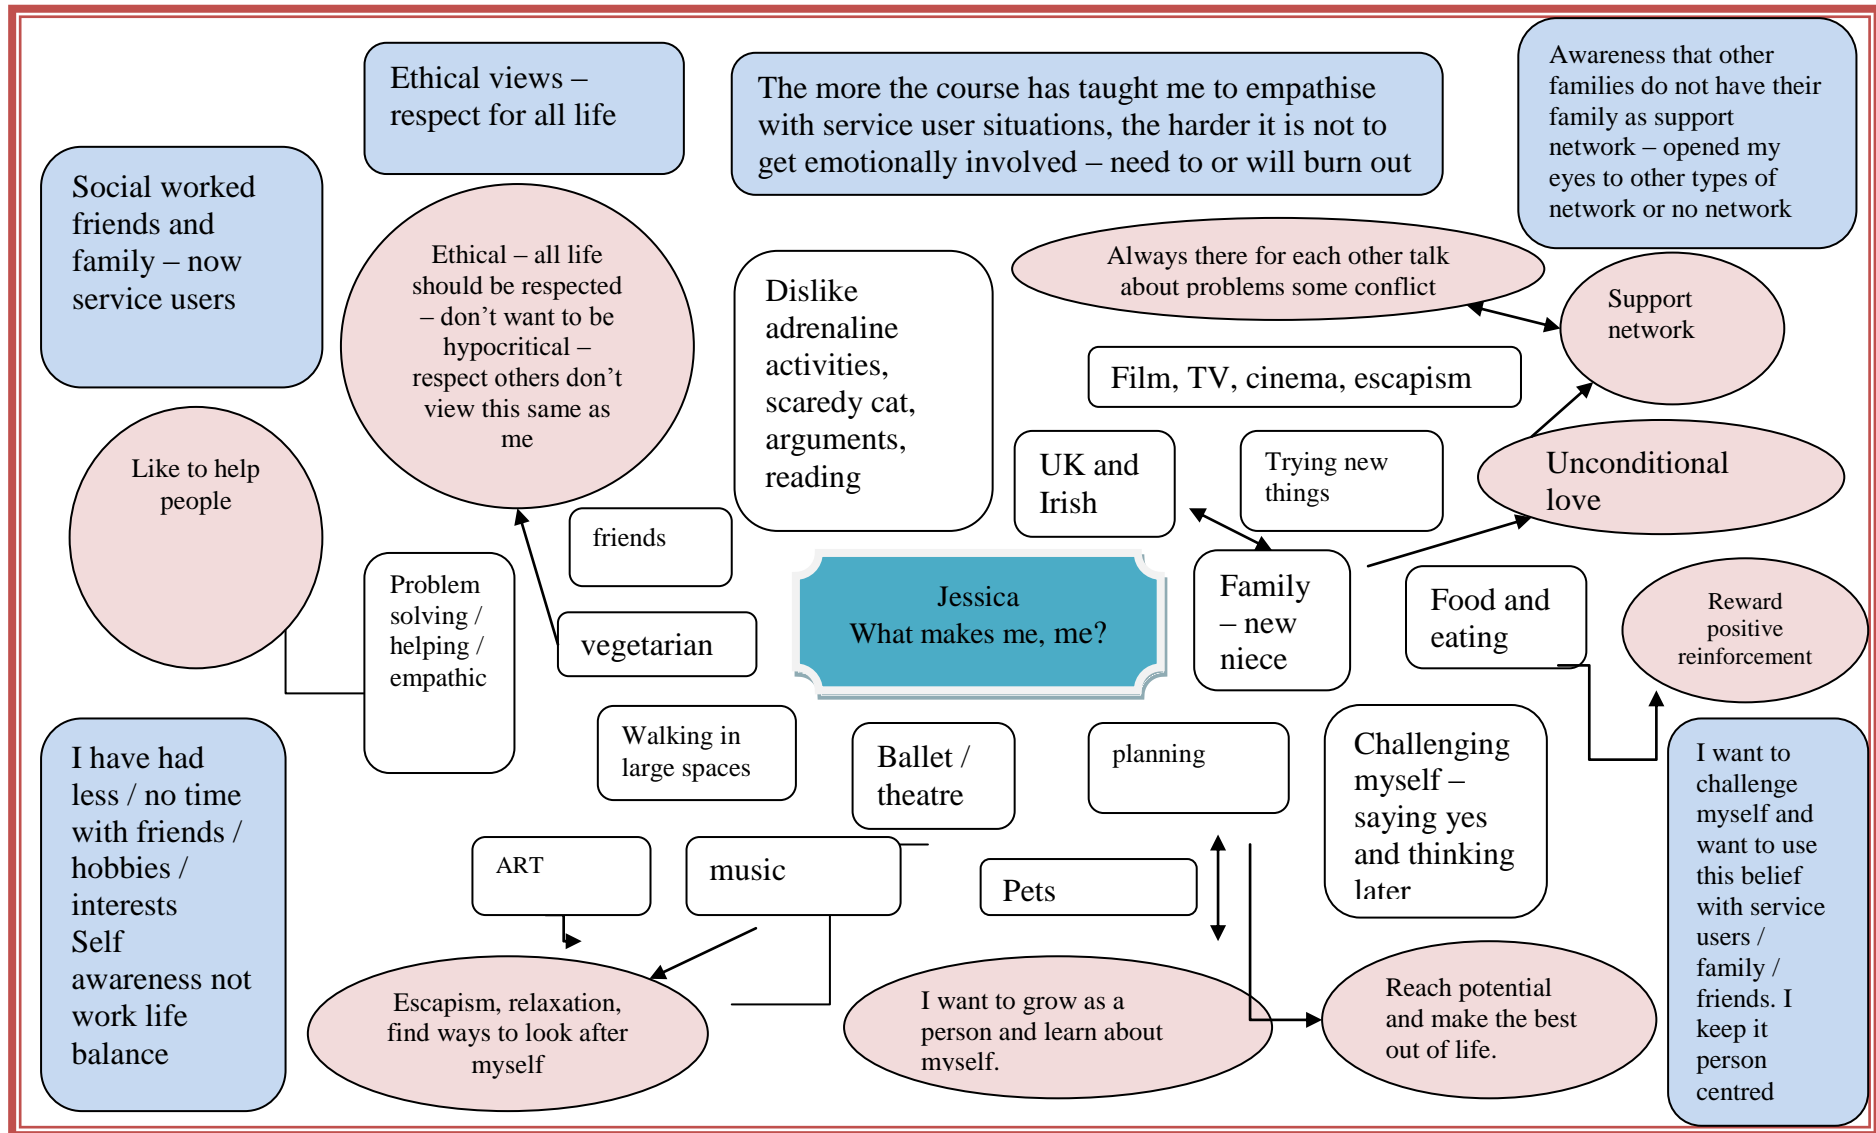 Ethical views –
respect for all life
The more the course has taught me to empathise
with service user situations, the harder it is not to
get emotionally involved – need to or will burn out
Awareness that other
families do not have their
family as support
network – opened my
eyes to other types of
network or no network
Social worked
friends and
family – now
service users
Ethical – all life
should be respected
– don't want to be
hypocritical –
respect others don't
view this same as
me
Dislike
adrenaline
activities,
scaredy cat,
arguments,
reading
Always there for each other talk
about problems some conflict
Support
network
Film, TV, cinema, escapism
Like to help
people
UK and
Irish
Trying new
things
Unconditional
love
friends
Problem
solving /
helping /
empathic
vegetarian
Jessica
What makes me, me?
Family
– new
niece
Food and
eating
Reward
positive
reinforcement
I have had
less / no time
with friends /
hobbies /
interests
Self
awareness not
work life
balance
Walking in
large spaces
Ballet /
theatre
planning
Challenging
myself –
saying yes
and thinking
later
I want to
challenge
myself and
want to use
this belief
with service
users /
family /
friends. I
keep it
person
centred
ART
music
Pets
Escapism, relaxation,
find ways to look after
myself
I want to grow as a
person and learn about
myself.
Reach potential
and make the best
out of life.